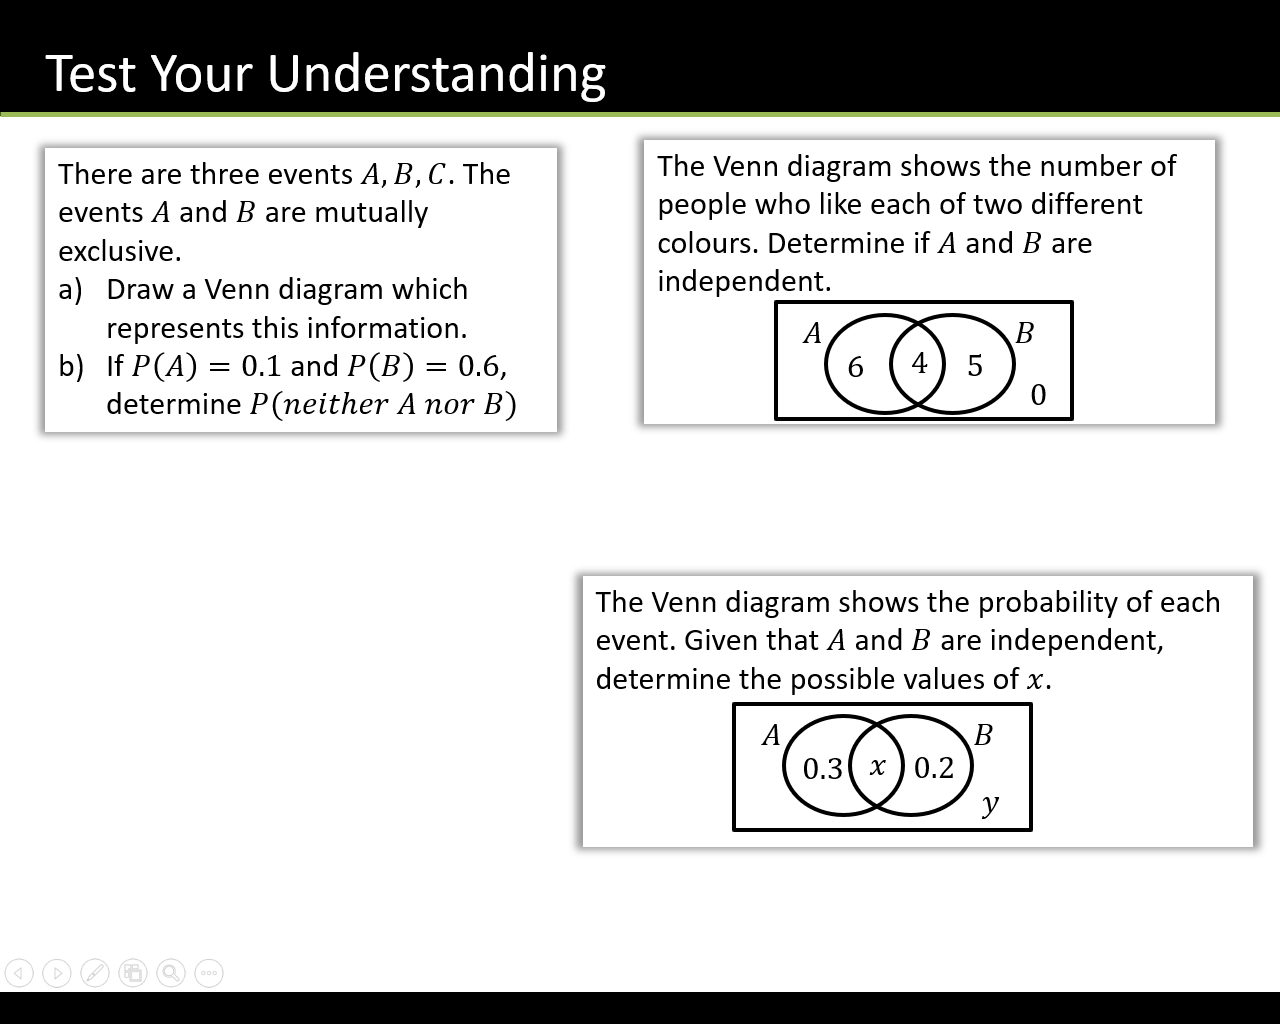 Test Your Understanding
There are three events A, B, C. The
events A and B are mutually
exclusive.
a) Draw a Venn diagram which
represents this information.
b) If P(A) = 0.1 and P(B) = 0.6,
determine P(neither A nor B)
The Venn diagram shows the number of
people who like each of two different
colours. Determine if A and B are
independent.
A B
6 4 5
0
The Venn diagram shows the probability of each
event. Given that A and B are independent,
determine the possible values of x.
A B
0.3 x 0.2
y